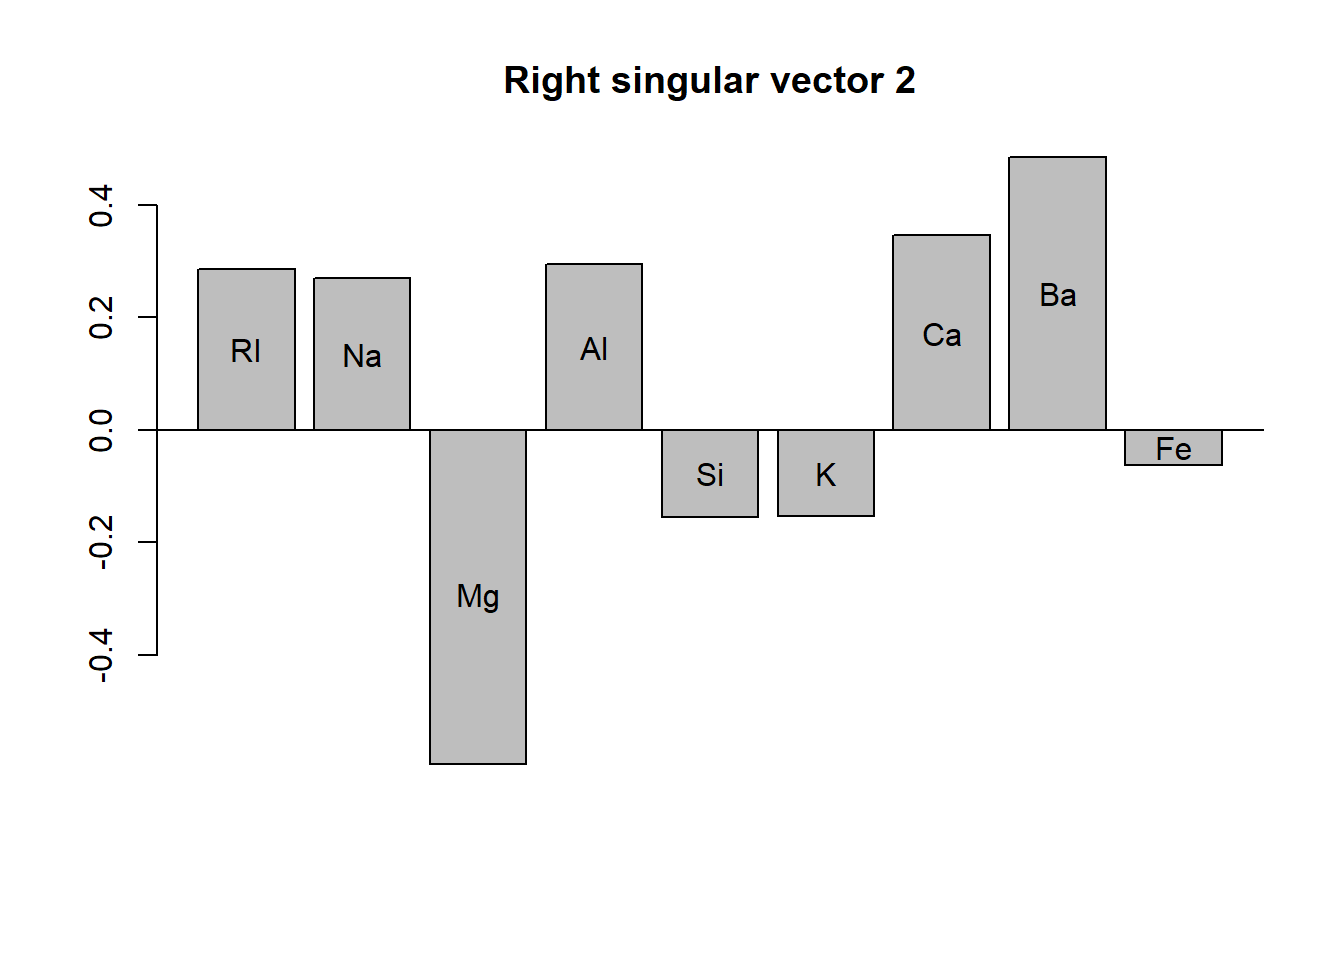 Right singular vector 2
0.4
0.2
0.0
-0.2
-0.4
RI
Na
Mg
Al
Si
K
Ca
Ba
Fe